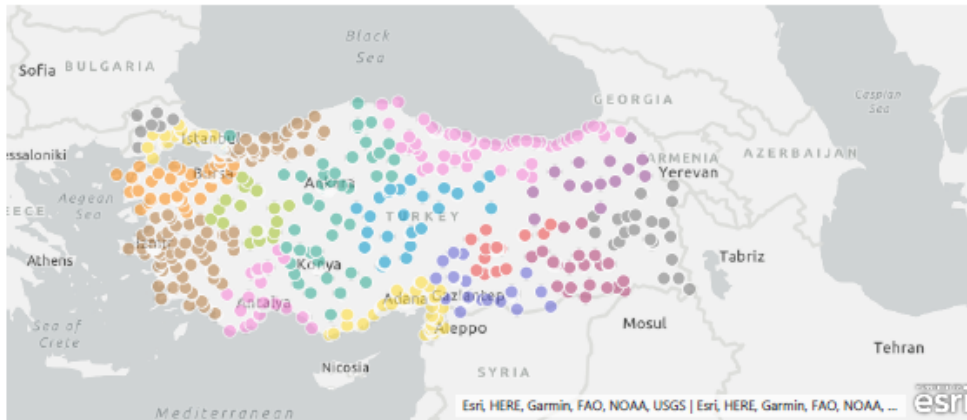 Black
Sea
Sofia BULGARIA
GEORGIA
Caspian
Sea
Istanbul
essaloniki
ARMENIA AZERBAIJAN
Yerevan
Bursa
Ankara
Aegean
Sea
EECE
TURKEY
Izmir
Athens
Konya
Tabriz
Antalya
Adana Gaziantep
Sea of
Crete
Aleppo
Mosul
Tehran
Nicosia
SYRIA
Mediterranean
Esri, HERE, Garmin, FAO, NOAA, USGS | Esri, HERE, Garmin, FAO, NOAA, ...
esri